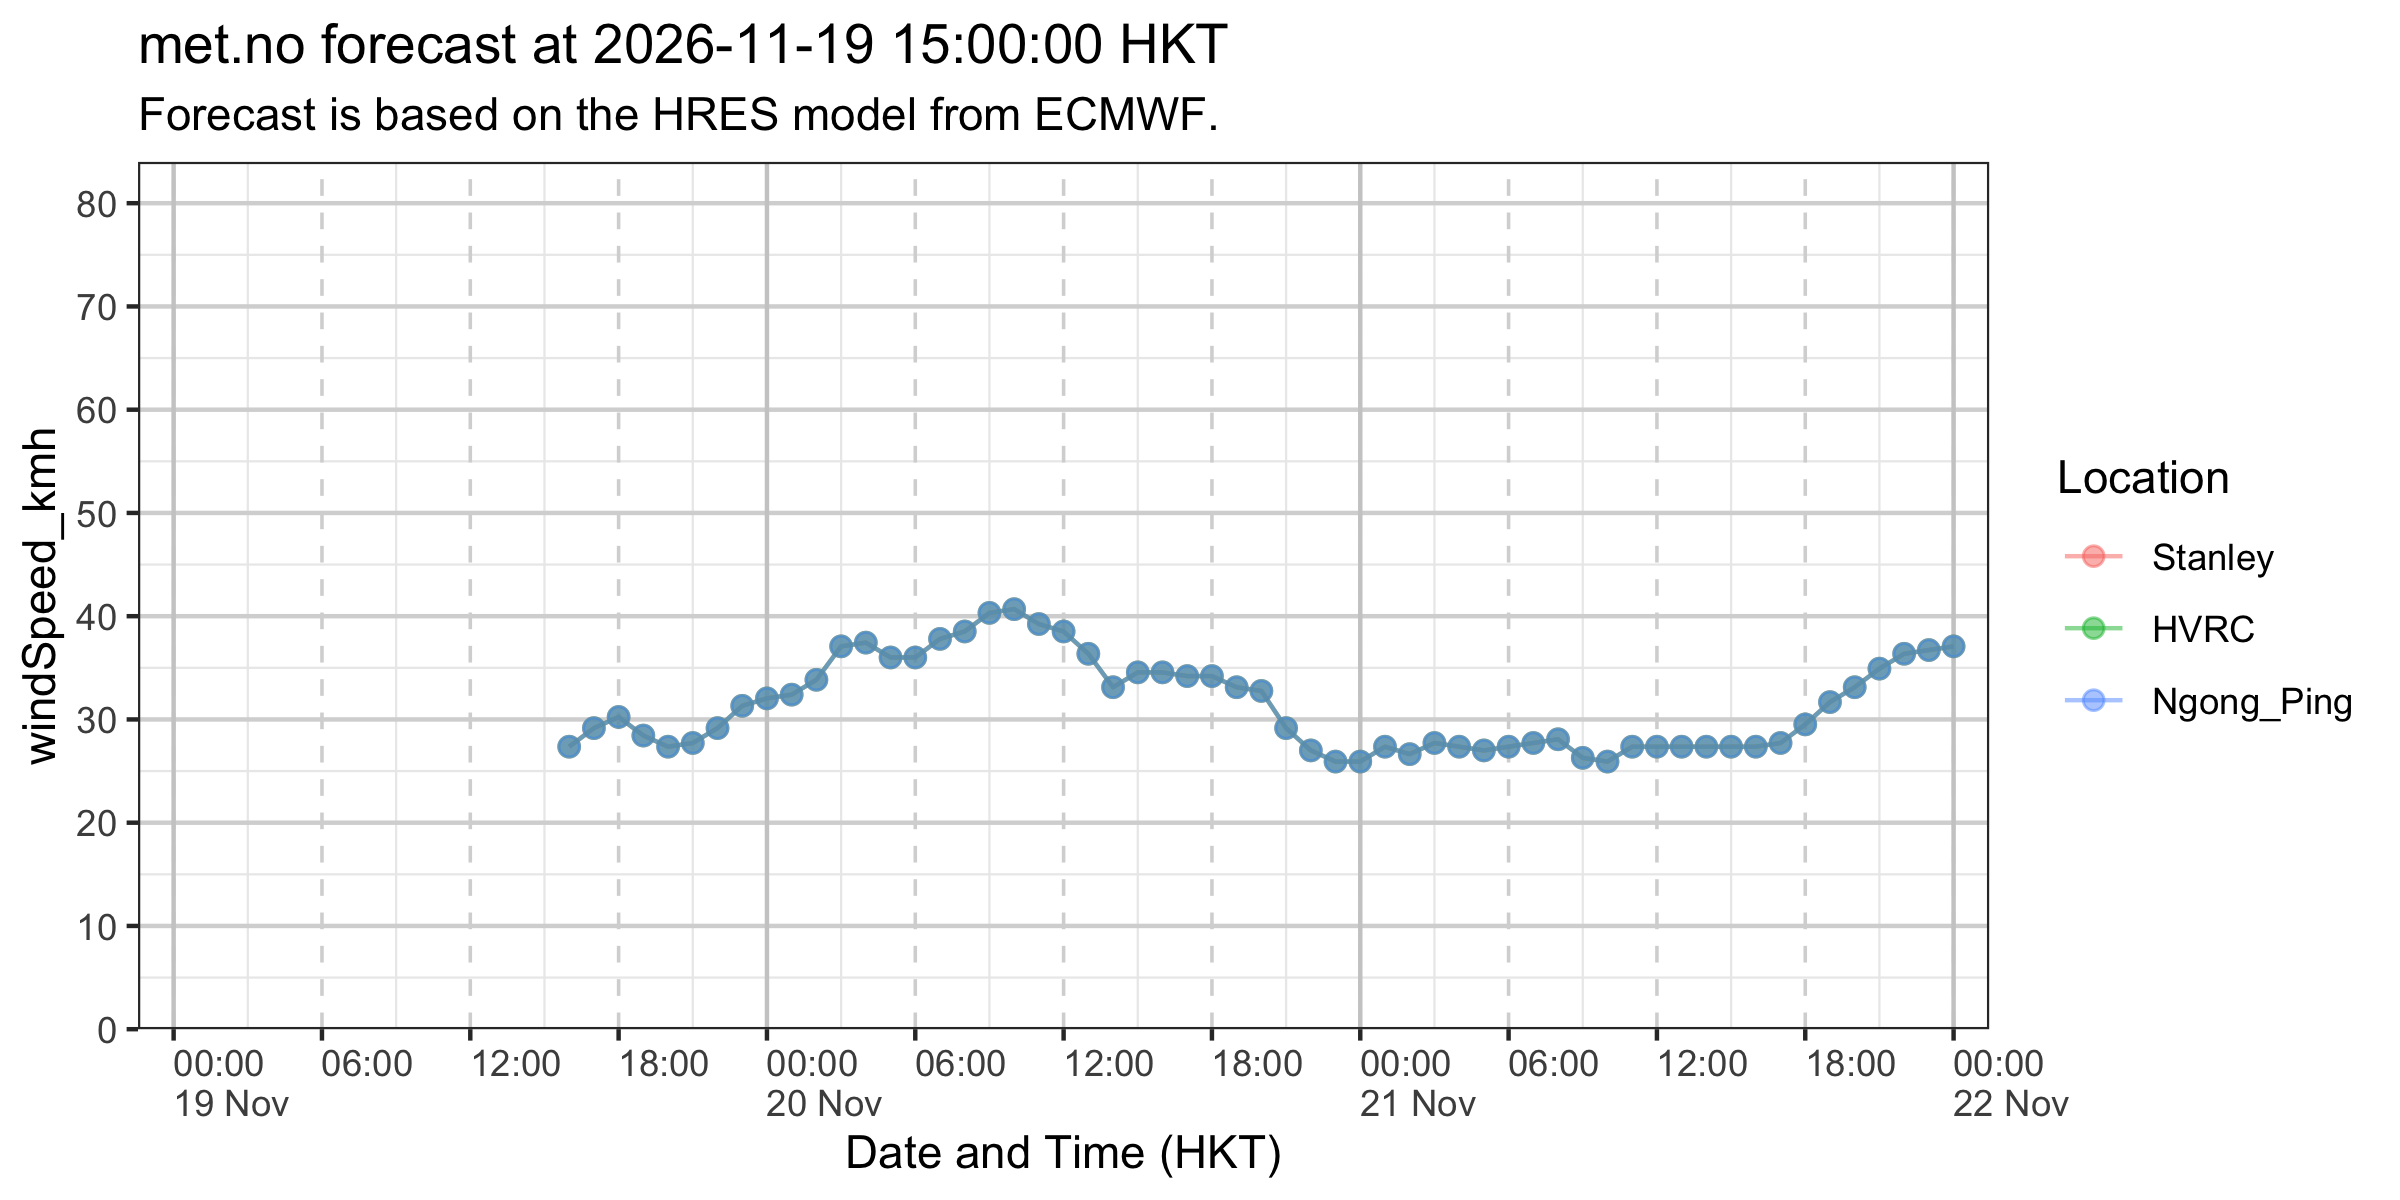 met.no forecast at 2026-11-19 15:00:00 HKT
Forecast is based on the HRES model from ECMWF.
windSpeed_kmh
80
70
60
50
40
30
20
10
0
00:00 06:00 12:00 18:00 00:00 06:00 12:00 18:00 00:00 06:00 12:00 18:00 00:00
19 Nov 20 Nov 21 Nov 22 Nov
Date and Time (HKT)
Location
Stanley
HVRC
Ngong_Ping